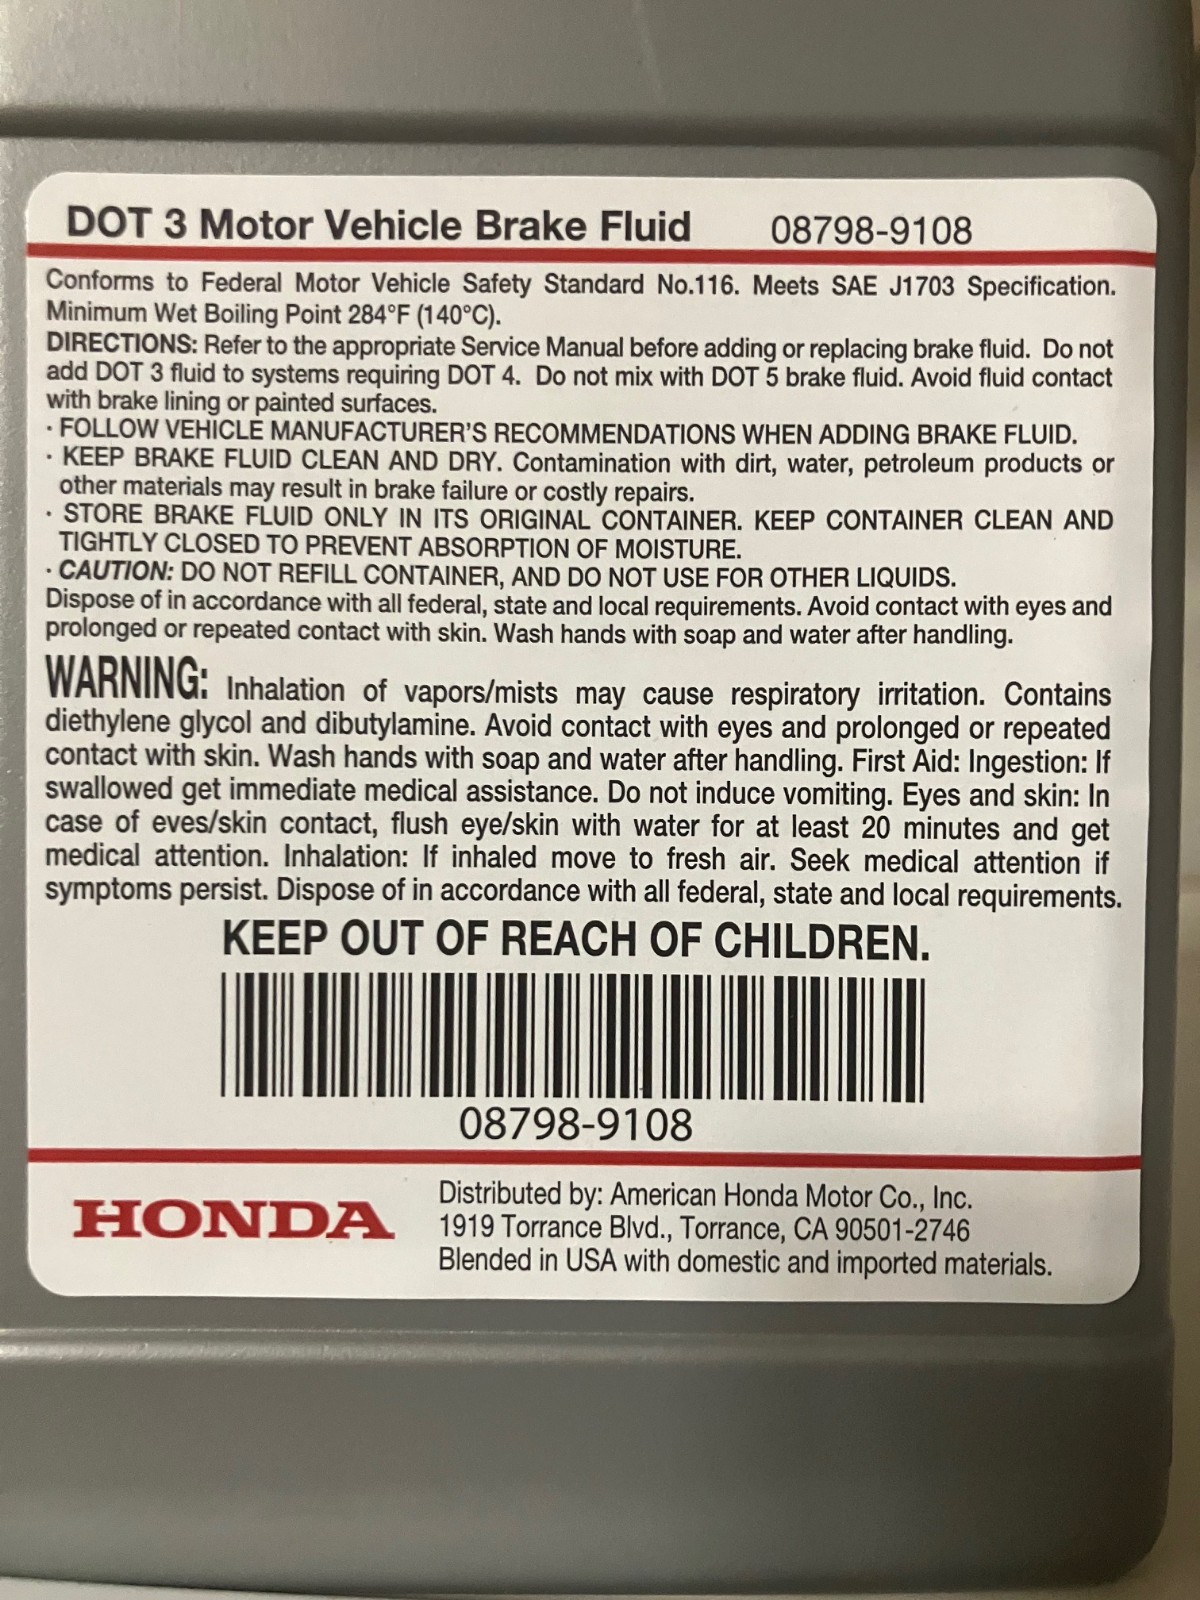 DOT 3 Motor Vehicle Brake Fluid 08798-9108
Conforms to Federal Motor Vehicle Safety Standard No.116. Meets SAE J1703 Specification.
Minimum Wet Boiling Point 284°F (140°C).
DIRECTIONS: Refer to the appropriate Service Manual before adding or replacing brake fluid. Do not
add DOT 3 fluid to systems requiring DOT 4. Do not mix with DOT 5 brake fluid. Avoid fluid contact
with brake lining or painted surfaces.
· FOLLOW VEHICLE MANUFACTURER'S RECOMMENDATIONS WHEN ADDING BRAKE FLUID.
· KEEP BRAKE FLUID CLEAN AND DRY. Contamination with dirt, water, petroleum products or
other materials may result in brake failure or costly repairs.
· STORE BRAKE FLUID ONLY IN ITS ORIGINAL CONTAINER. KEEP CONTAINER CLEAN AND
TIGHTLY CLOSED TO PREVENT ABSORPTION OF MOISTURE.
· CAUTION: DO NOT REFILL CONTAINER, AND DO NOT USE FOR OTHER LIQUIDS.
Dispose of in accordance with all federal, state and local requirements. Avoid contact with eyes and
prolonged or repeated contact with skin. Wash hands with soap and water after handling.
WARNING: Inhalation of vapors/mists may cause respiratory irritation. Contains
diethylene glycol and dibutylamine. Avoid contact with eyes and prolonged or repeated
contact with skin. Wash hands with soap and water after handling. First Aid: Ingestion: If
swallowed get immediate medical assistance. Do not induce vomiting. Eyes and skin: In
case of eves/skin contact, flush eye/skin with water for at least 20 minutes and get
medical attention. Inhalation: If inhaled move to fresh air. Seek medical attention if
symptoms persist. Dispose of in accordance with all federal, state and local requirements.
KEEP OUT OF REACH OF CHILDREN.
08798-9108
HONDA
Distributed by: American Honda Motor Co., Inc.
1919 Torrance Blvd., Torrance, CA 90501-2746
Blended in USA with domestic and imported materials.